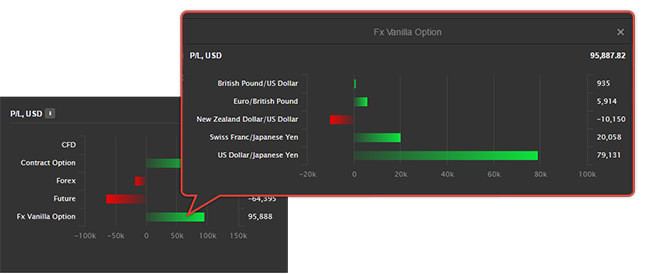 Fx Vanilla Option
P/L, USD 95,887.82
British Pound/US Dollar 935
Euro/British Pound 5,914
New Zealand Dollar/US Dollar −10,150
Swiss Franc/Japanese Yen 20,058
US Dollar/Japanese Yen 79,131
−20k 0 20k 40k 60k 80k 100k
P/L, USD
CFD
Contract Option
Forex
Future −64,395
Fx Vanilla Option 95,888
−100k −50k 0 50k 100k 150k